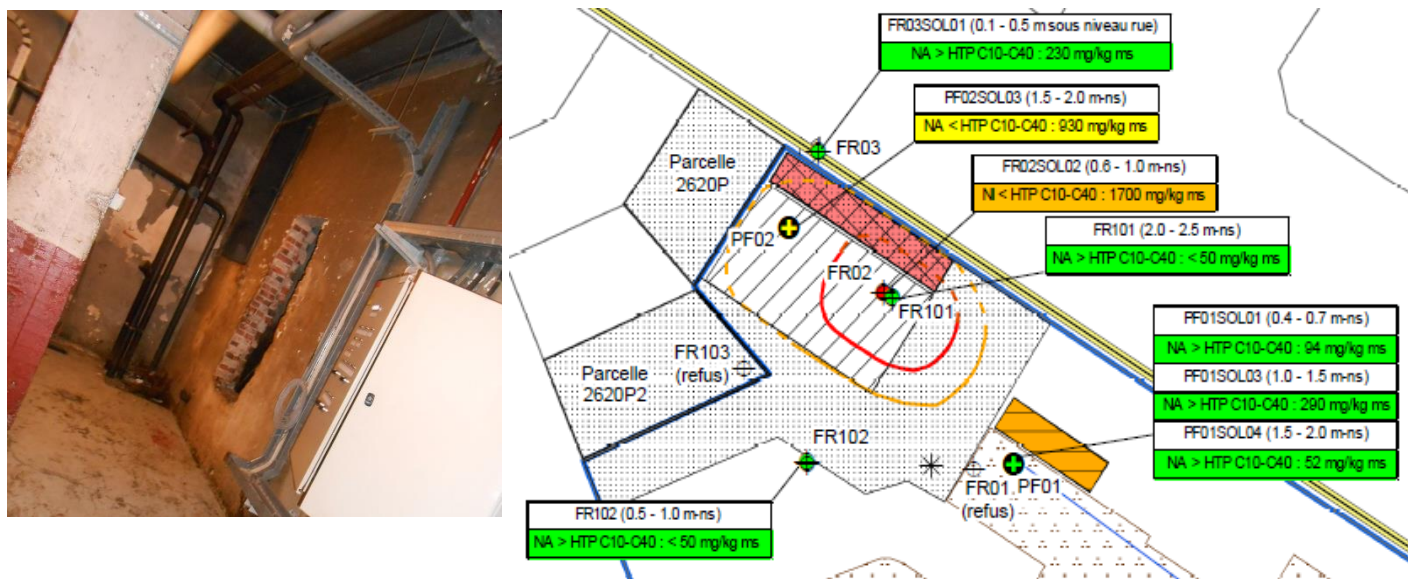 FR03SOL01 (0.1 - 0.5 m sous niveau rue)
NA > HTP C10-C40 : 230 mg/kg ms
PF02SOL03 (1.5 - 2.0 m-ns)
NA < HTP C10-C40 : 930 mg/kg ms
FR03
FR02SOL02 (0.6 - 1.0 m-ns)
NI < HTP C10-C40 : 1700 mg/kg ms
Parcelle
2620P
FR101 (2.0 - 2.5 m-ns)
NA > HTP C10-C40 : < 50 mg/kg ms
PF02
FR02
FR101
PF01SOL01 (0.4 - 0.7 m-ns)
NA > HTP C10-C40 : 94 mg/kg ms
PF01SOL03 (1.0 - 1.5 m-ns)
NA > HTP C10-C40 : 290 mg/kg ms
PF01SOL04 (1.5 - 2.0 m-ns)
NA > HTP C10-C40 : 52 mg/kg ms
FR103
(refus)
Parcelle
2620P2
FR102
FR01
(refus)
PF01
FR102 (0.5 - 1.0 m-ns)
NA > HTP C10-C40 : < 50 mg/kg ms